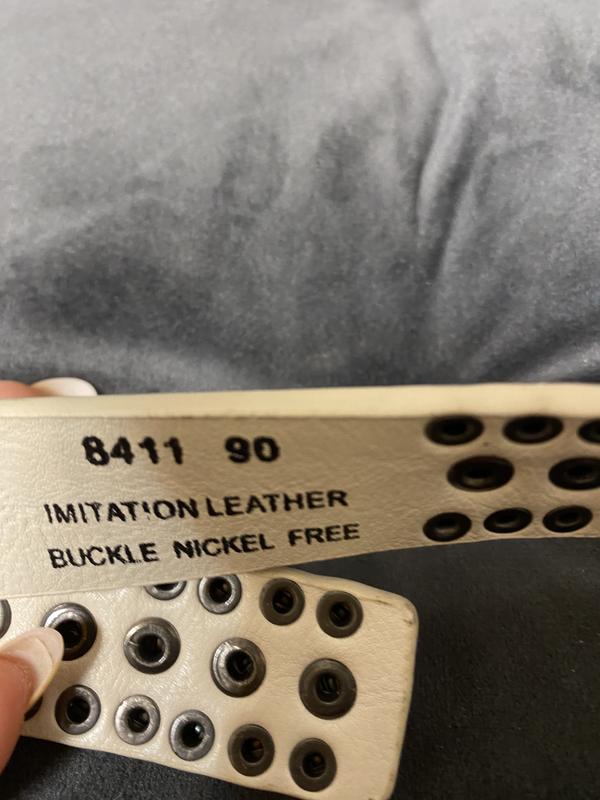 8411 90
IMITATION LEATHER
BUCKLE NICKEL FREE